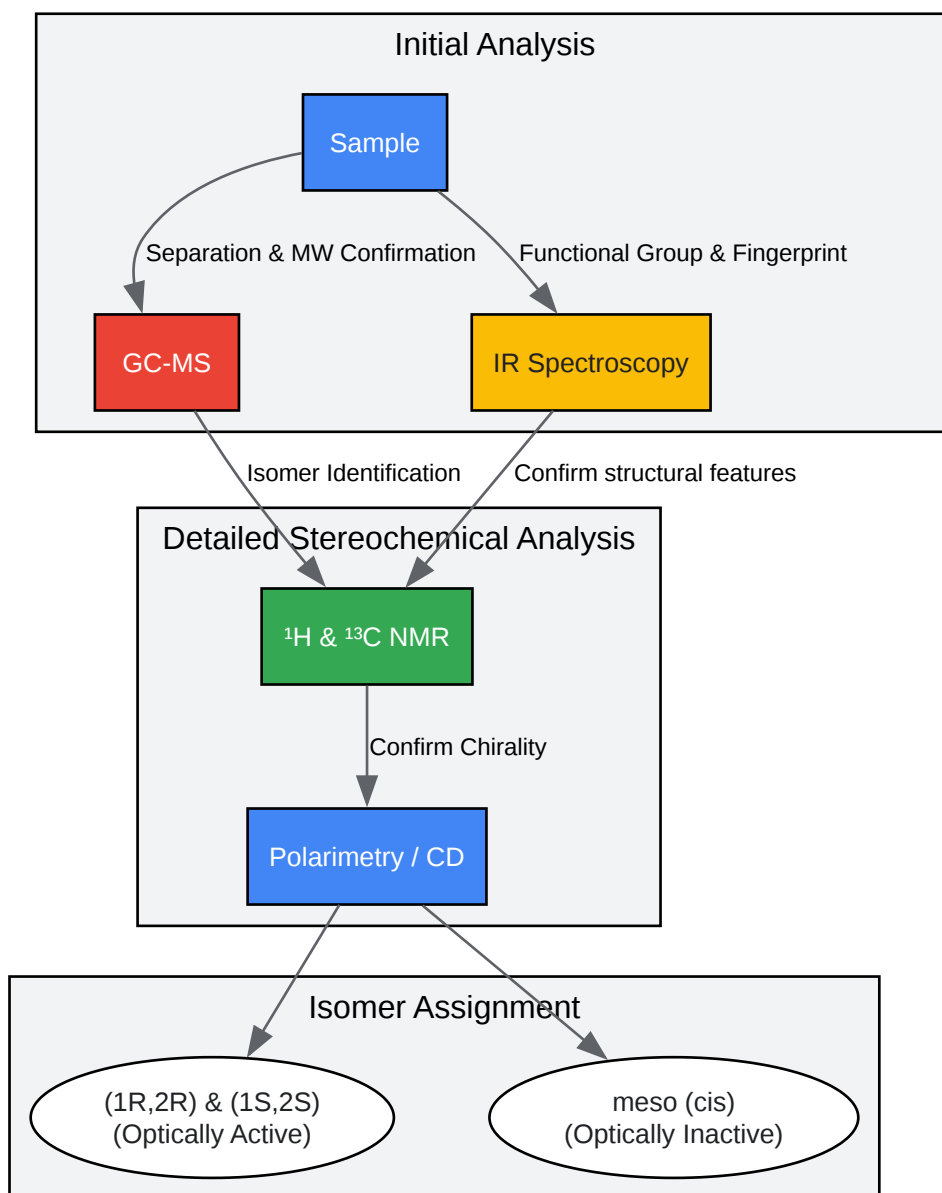 Initial Analysis
Sample
Separation & MW Confirmation
Functional Group & Fingerprint
GC-MS
IR Spectroscopy
Isomer Identification
Confirm structural features
Detailed Stereochemical Analysis
¹H & ¹³C NMR
Confirm Chirality
Polarimetry / CD
Isomer Assignment
(1R,2R) & (1S,2S)
(Optically Active)
meso (cis)
(Optically Inactive)